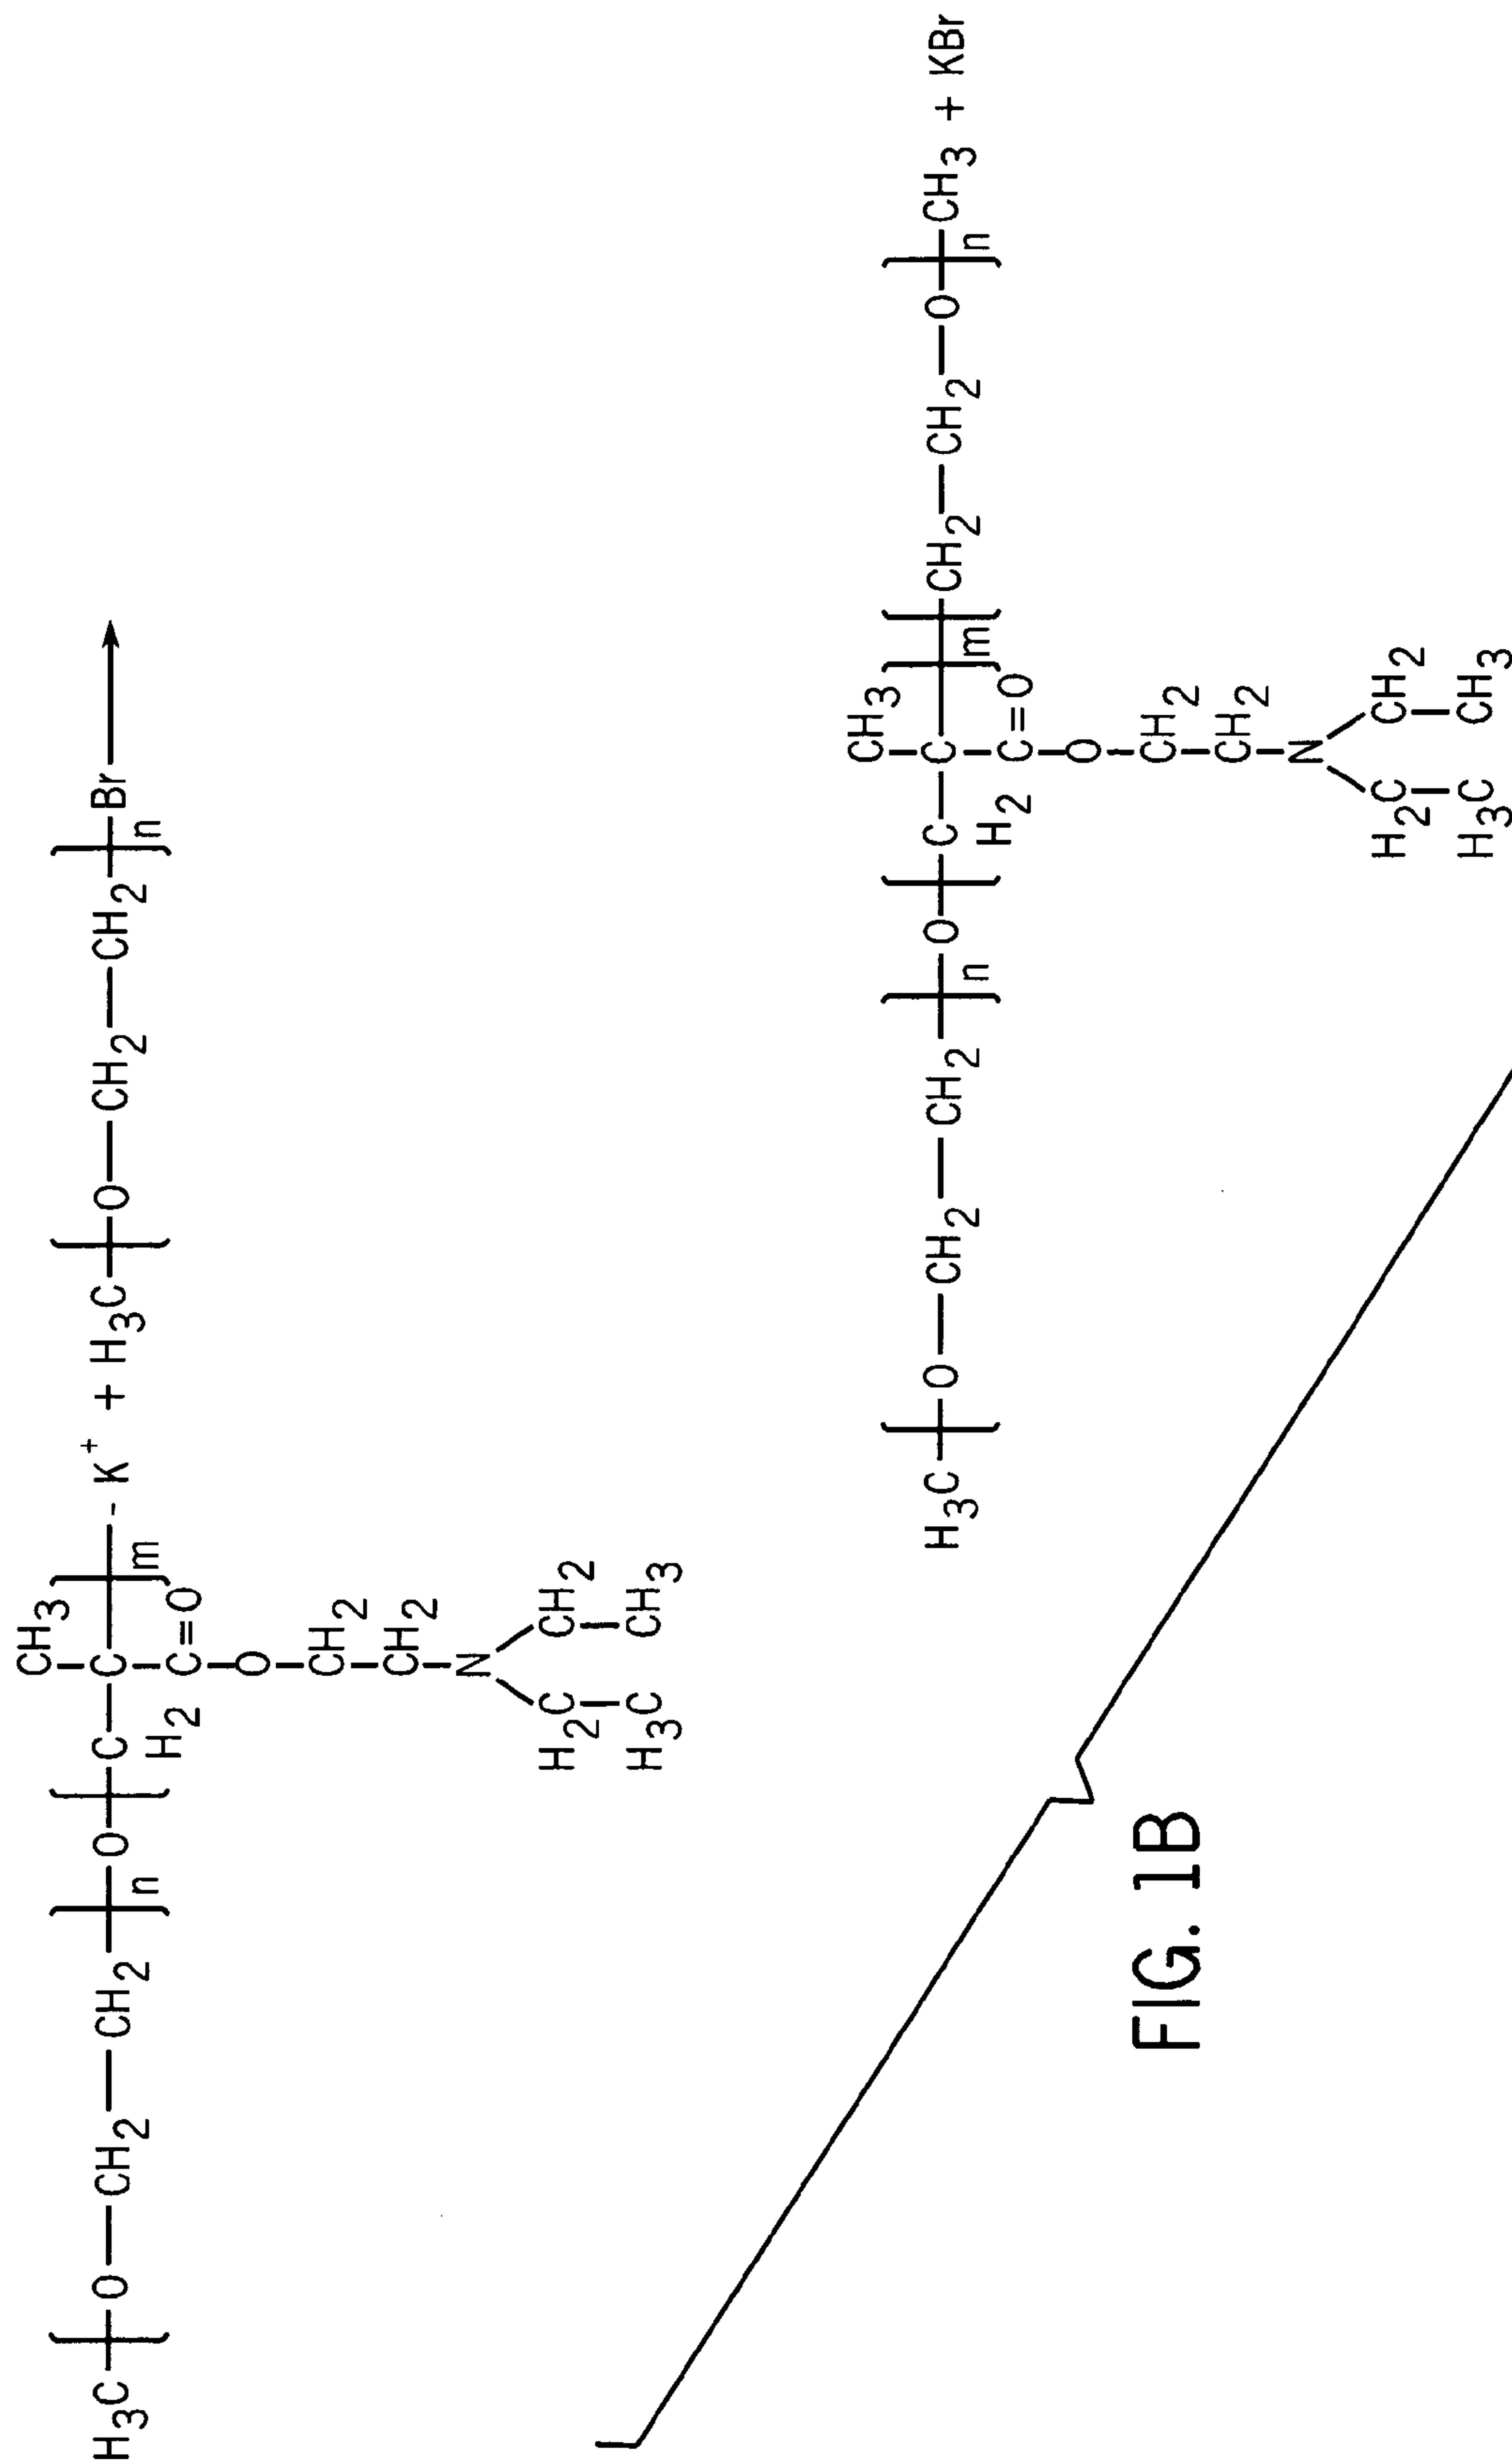 CH3 CH3
H3C[O—CH2—CH2]n O[C—C]m - K+ + H3C[O—CH2—CH2]n Br
H2 C=O
O
CH2
CH2
N
H2C CH2
H3C CH3
CH3
H3C[O—CH2—CH2]n O[C—C]m [CH2—CH2—O]n CH3 + KBr
H2 C=O
O
CH2
CH2
N
H2C CH2
H3C CH3
FIG. 1B